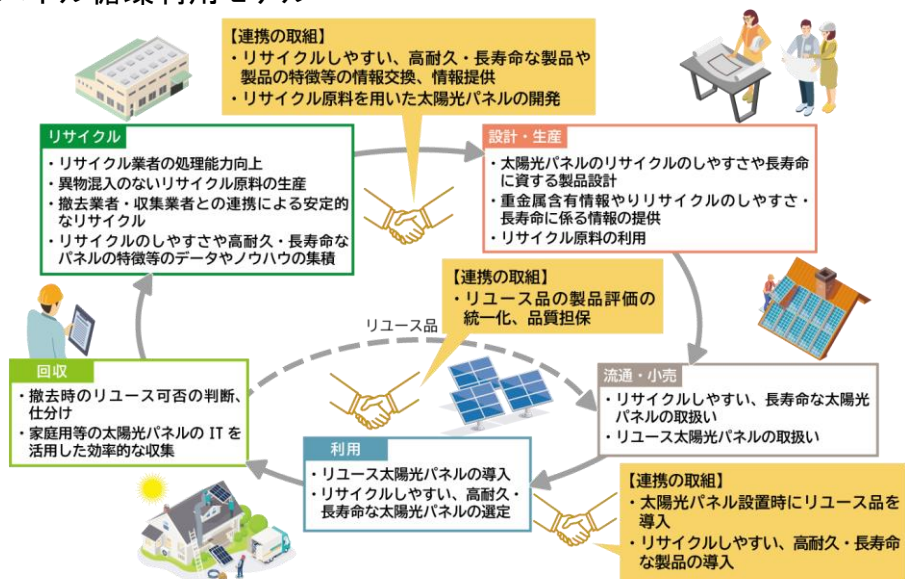 【連携の取組】
・リサイクルしやすい、高耐久・長寿命な製品や
製品の特徴等の情報交換、情報提供
・リサイクル原料を用いた太陽光パネルの開発
リサイクル
・リサイクル業者の処理能力向上
・異物混入のないリサイクル原料の生産
・撤去業者・収集業者との連携による安定的
なリサイクル
・リサイクルのしやすさや高耐久・長寿命な
パネルの特徴等のデータやノウハウの集積
設計・生産
・太陽光パネルのリサイクルのしやすさや長寿命
に資する製品設計
・重金属含有情報やりリサイクルのしやすさ・
長寿命に係る情報の提供
・リサイクル原料の利用
【連携の取組】
・リユース品の製品評価の
統一化、品質担保
リユース品
回収
・撤去時のリユース可否の判断、
仕分け
・家庭用等の太陽光パネルの IT を
活用した効率的な収集
流通・小売
・リサイクルしやすい、長寿命な太陽光
パネルの取扱い
・リユース太陽光パネルの取扱い
利用
・リユース太陽光パネルの導入
・リサイクルしやすい、高耐久・
長寿命な太陽光パネルの選定
【連携の取組】
・太陽光パネル設置時にリユース品を
導入
・リサイクルしやすい、高耐久・長寿命
な製品の導入